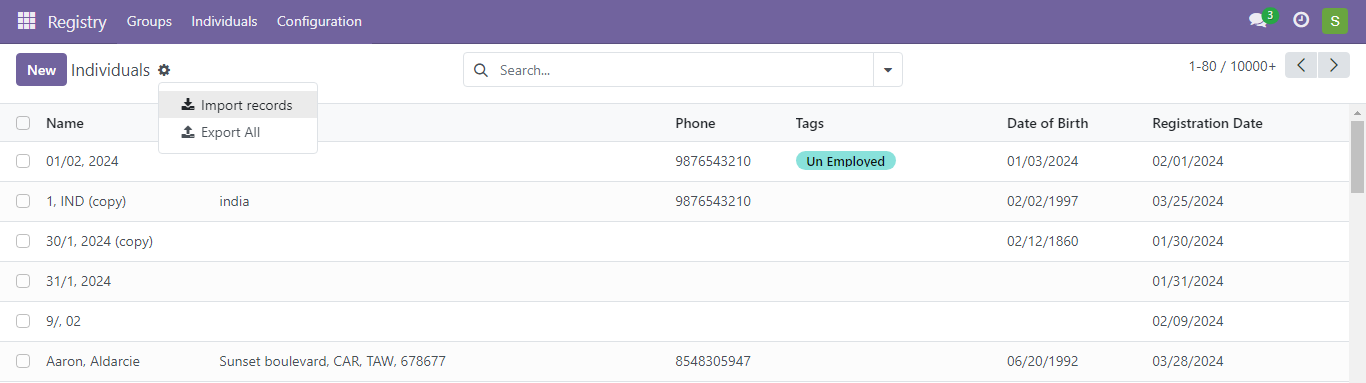 Registry Groups Individuals Configuration 3 S
New Individuals Search... 1-80 / 10000+
Import records
Export All
Name Phone Tags Date of Birth Registration Date
01/02, 2024 9876543210 Un Employed 01/03/2024 02/01/2024
1, IND (copy) india 9876543210 02/02/1997 03/25/2024
30/1, 2024 (copy) 02/12/1860 01/30/2024
31/1, 2024 01/31/2024
9/, 02 02/09/2024
Aaron, Aldarcie Sunset boulevard, CAR, TAW, 678677 8548305947 06/20/1992 03/28/2024